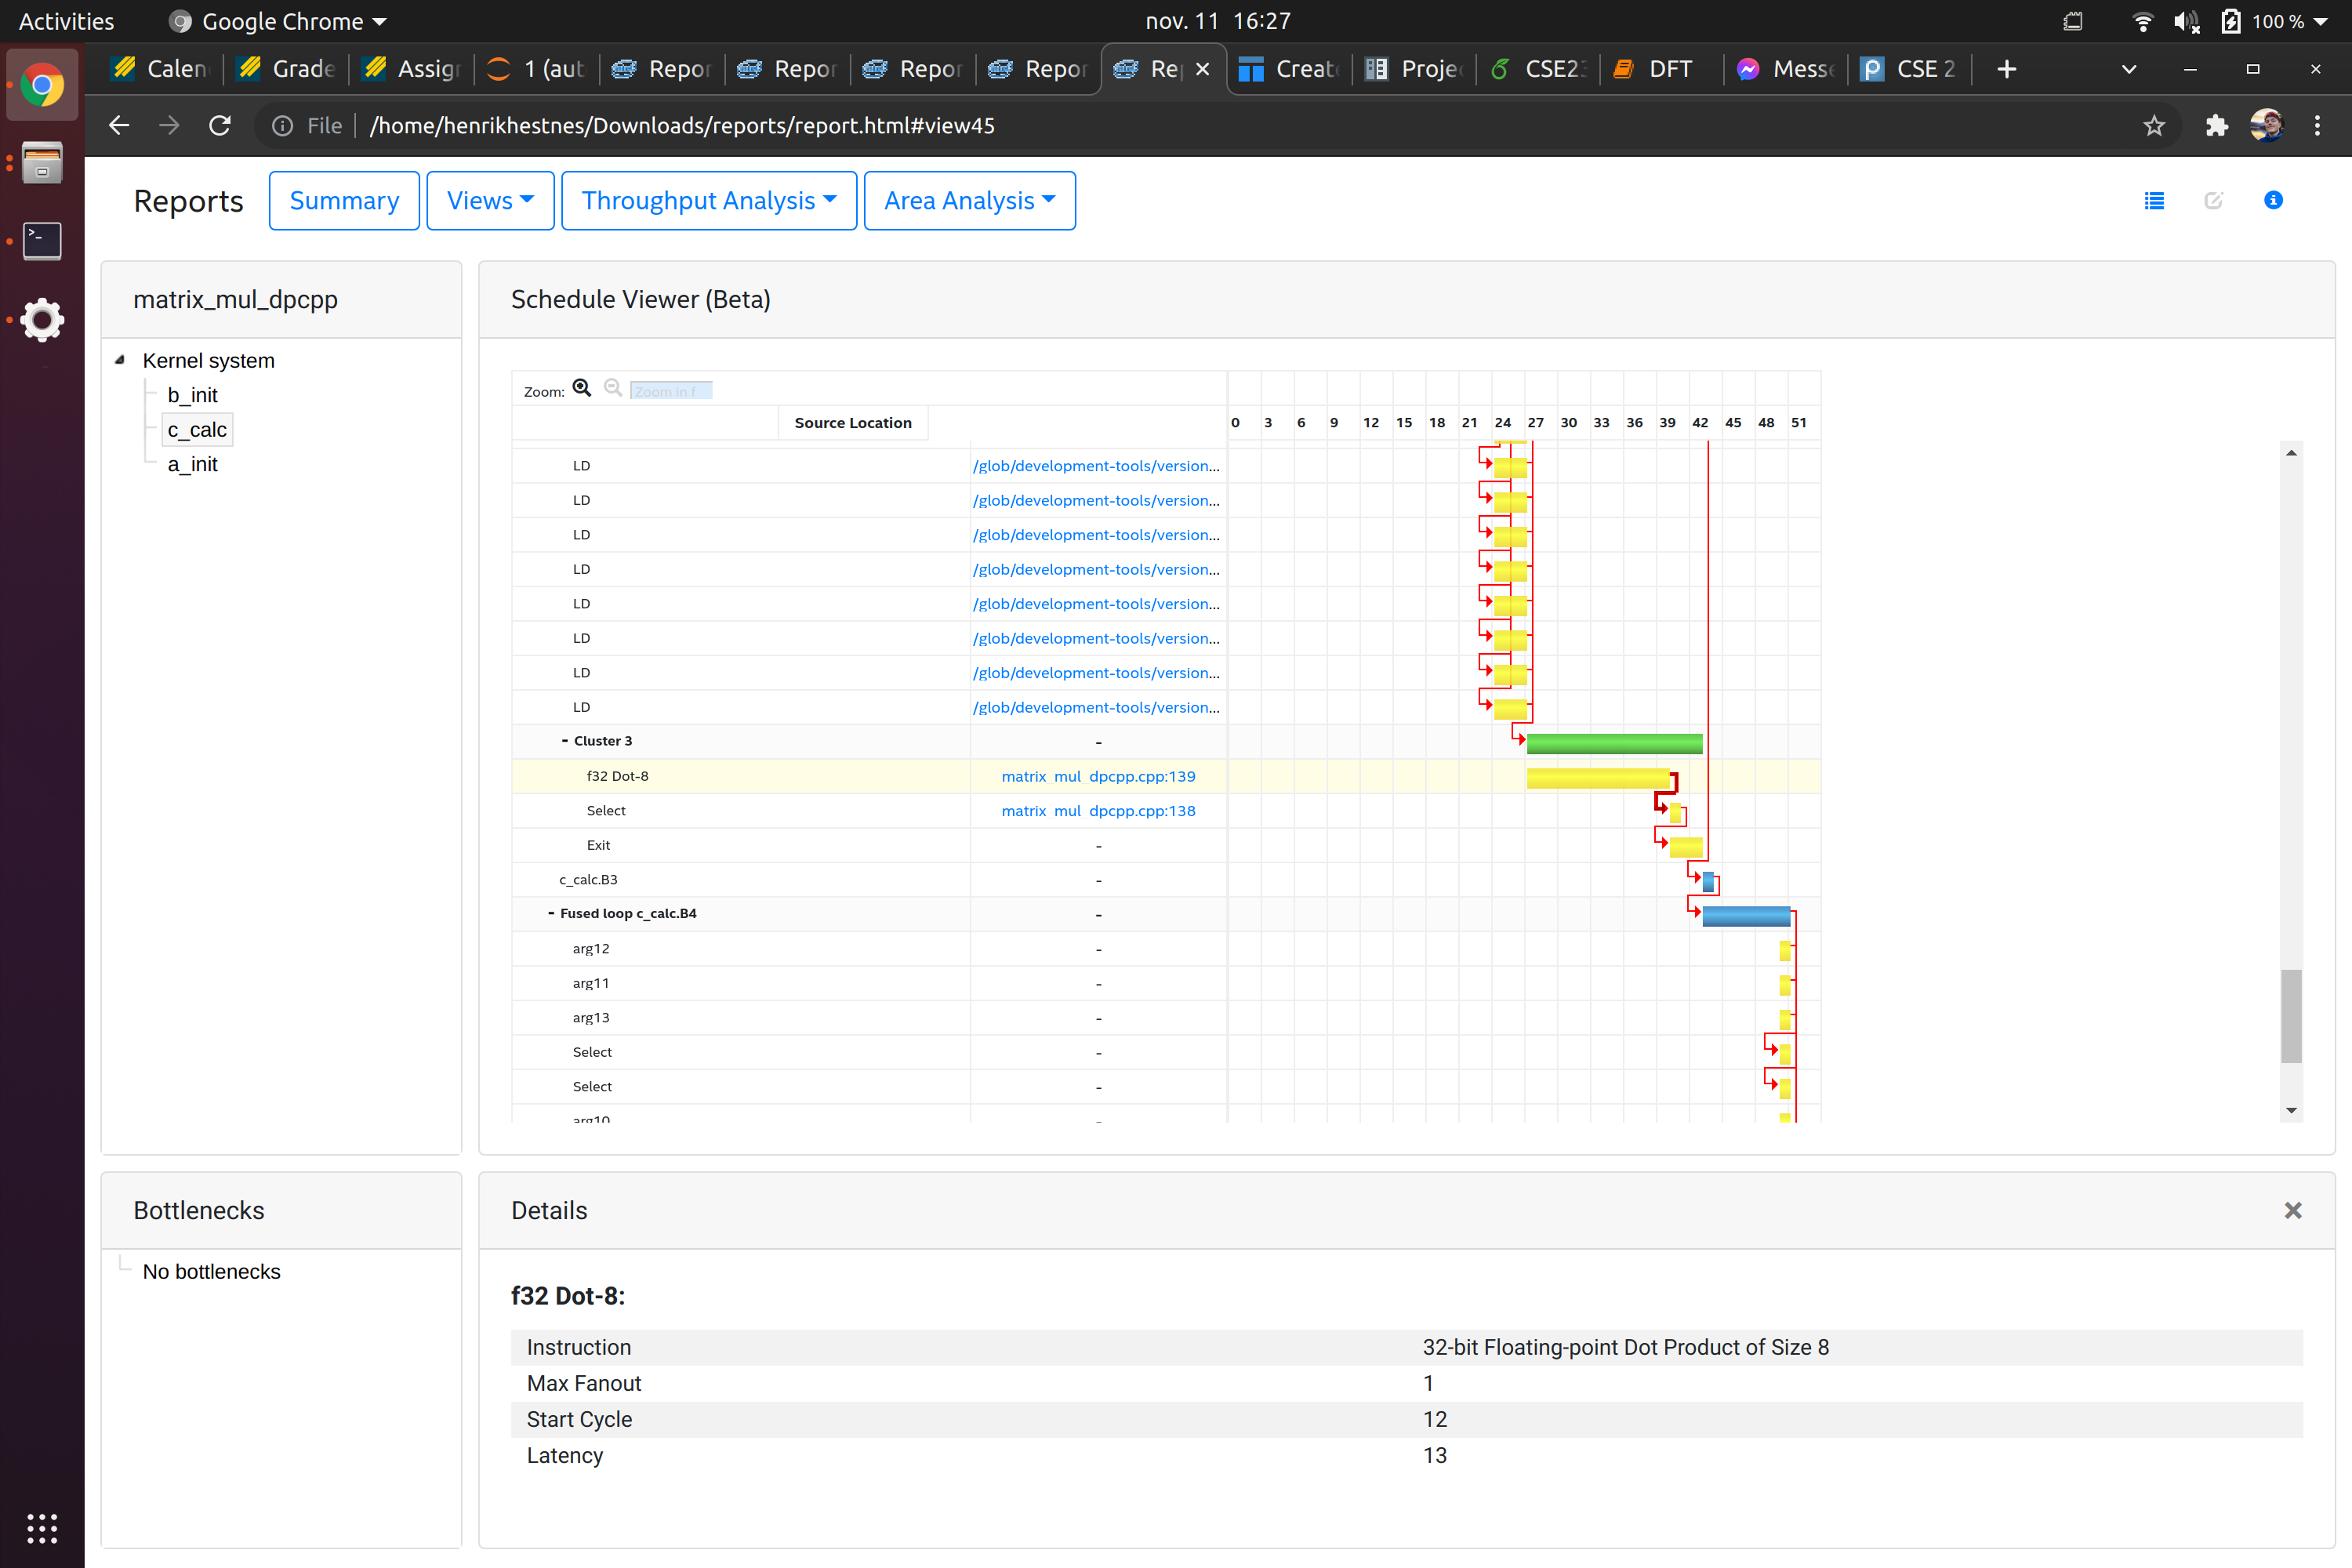 Activities Google Chrome nov. 11 16:27 100 %
Calen Grade Assign 1 (aut Repor Repor Repor Repor Rep Create Projec CSE23 DFT Messe CSE 2
File /home/henrikhestnes/Downloads/reports/report.html#view45
Reports Summary Views Throughput Analysis Area Analysis
matrix_mul_dpcpp
Kernel system
b_init
c_calc
a_init
Schedule Viewer (Beta)
Zoom: Zoom in f
Source Location 0 3 6 9 12 15 18 21 24 27 30 33 36 39 42 45 48 51
LD /glob/development-tools/version...
LD /glob/development-tools/version...
LD /glob/development-tools/version...
LD /glob/development-tools/version...
LD /glob/development-tools/version...
LD /glob/development-tools/version...
LD /glob/development-tools/version...
LD /glob/development-tools/version...
- Cluster 3 -
f32 Dot-8 matrix_mul_dpcpp.cpp:139
Select matrix_mul_dpcpp.cpp:138
Exit -
c_calc.B3 -
- Fused loop c_calc.B4 -
arg12 -
arg11 -
arg13 -
Select -
Select -
arg10 -
Bottlenecks
No bottlenecks
Details
f32 Dot-8:
Instruction 32-bit Floating-point Dot Product of Size 8
Max Fanout 1
Start Cycle 12
Latency 13